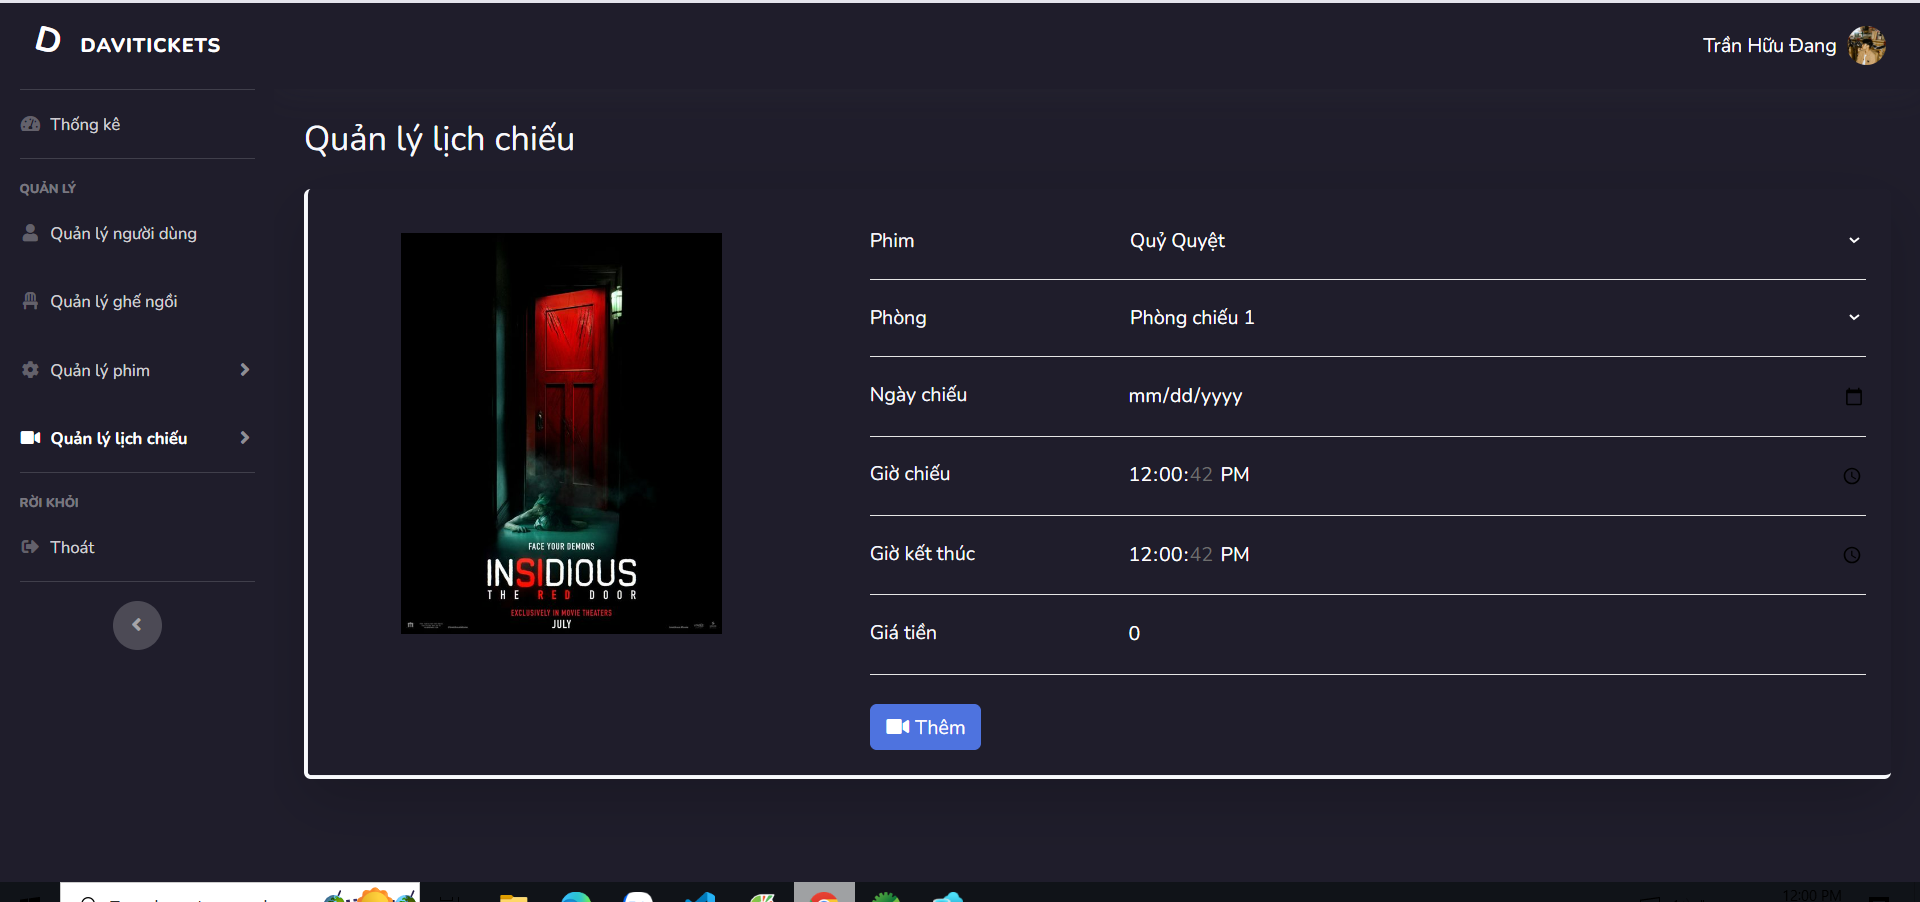 D DAVITICKETS
Trần Hữu Đang
Thống kê
QUẢN LÝ
Quản lý người dùng
Quản lý ghế ngồi
Quản lý phim
Quản lý lịch chiếu
RỜI KHỎI
Thoát
Quản lý lịch chiếu
FACE YOUR DEMONS
INSIDIOUS
THE RED DOOR
EXCLUSIVELY IN MOVIE THEATERS
JULY
Phim Quỷ Quyệt
Phòng Phòng chiếu 1
Ngày chiếu mm/dd/yyyy
Giờ chiếu 12:00:42 PM
Giờ kết thúc 12:00:42 PM
Giá tiền 0
Thêm
12:00 PM